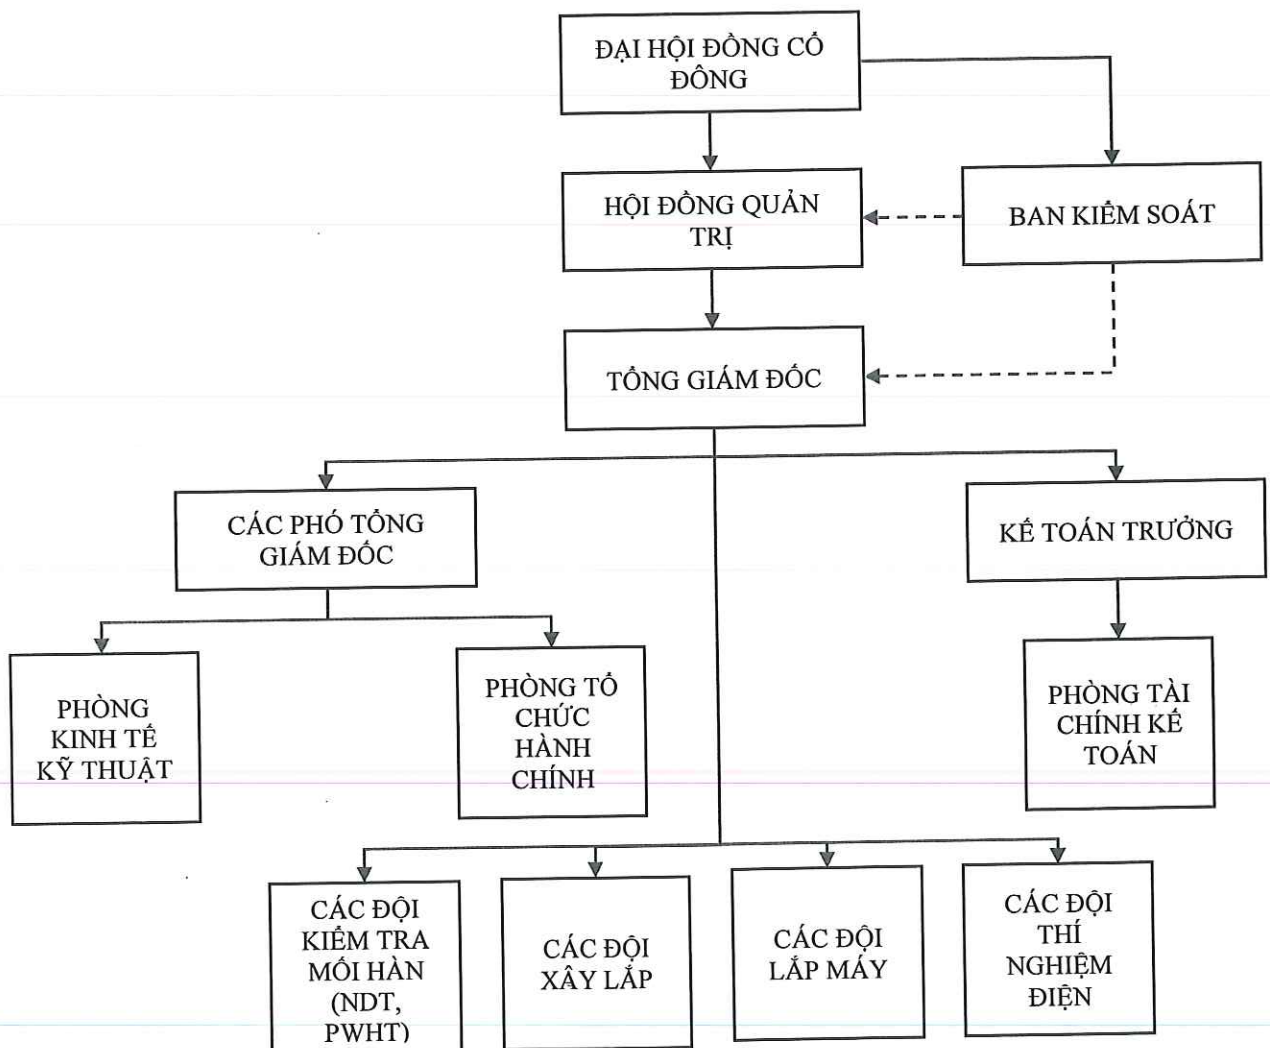 ĐẠI HỘI ĐỒNG CỔ
ĐÔNG
HỘI ĐỒNG QUẢN
TRỊ
BAN KIỂM SOÁT
TỔNG GIÁM ĐỐC
CÁC PHÓ TỔNG
GIÁM ĐỐC
KẾ TOÁN TRƯỞNG
PHÒNG
KINH TẾ
KỸ THUẬT
PHÒNG TỔ
CHỨC
HÀNH
CHÍNH
PHÒNG TÀI
CHÍNH KẾ
TOÁN
CÁC ĐỘI
KIỂM TRA
MỐI HÀN
(NDT,
PWHT)
CÁC ĐỘI
XÂY LẮP
CÁC ĐỘI
LẮP MÁY
CÁC ĐỘI
THÍ
NGHIỆM
ĐIỆN